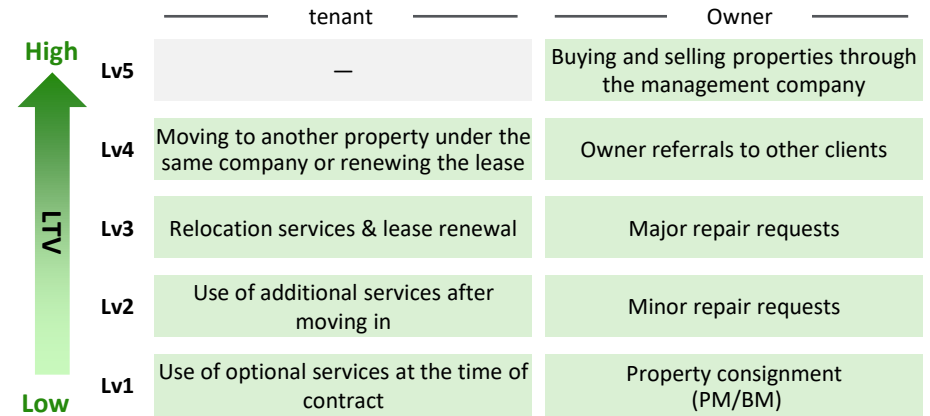 tenant
Owner
High
Lv5
—
Buying and selling properties through
the management company
Lv4
Moving to another property under the
same company or renewing the lease
Owner referrals to other clients
LTV
Lv3
Relocation services & lease renewal
Major repair requests
Lv2
Use of additional services after
moving in
Minor repair requests
Lv1
Use of optional services at the time of
contract
Property consignment
(PM/BM)
Low